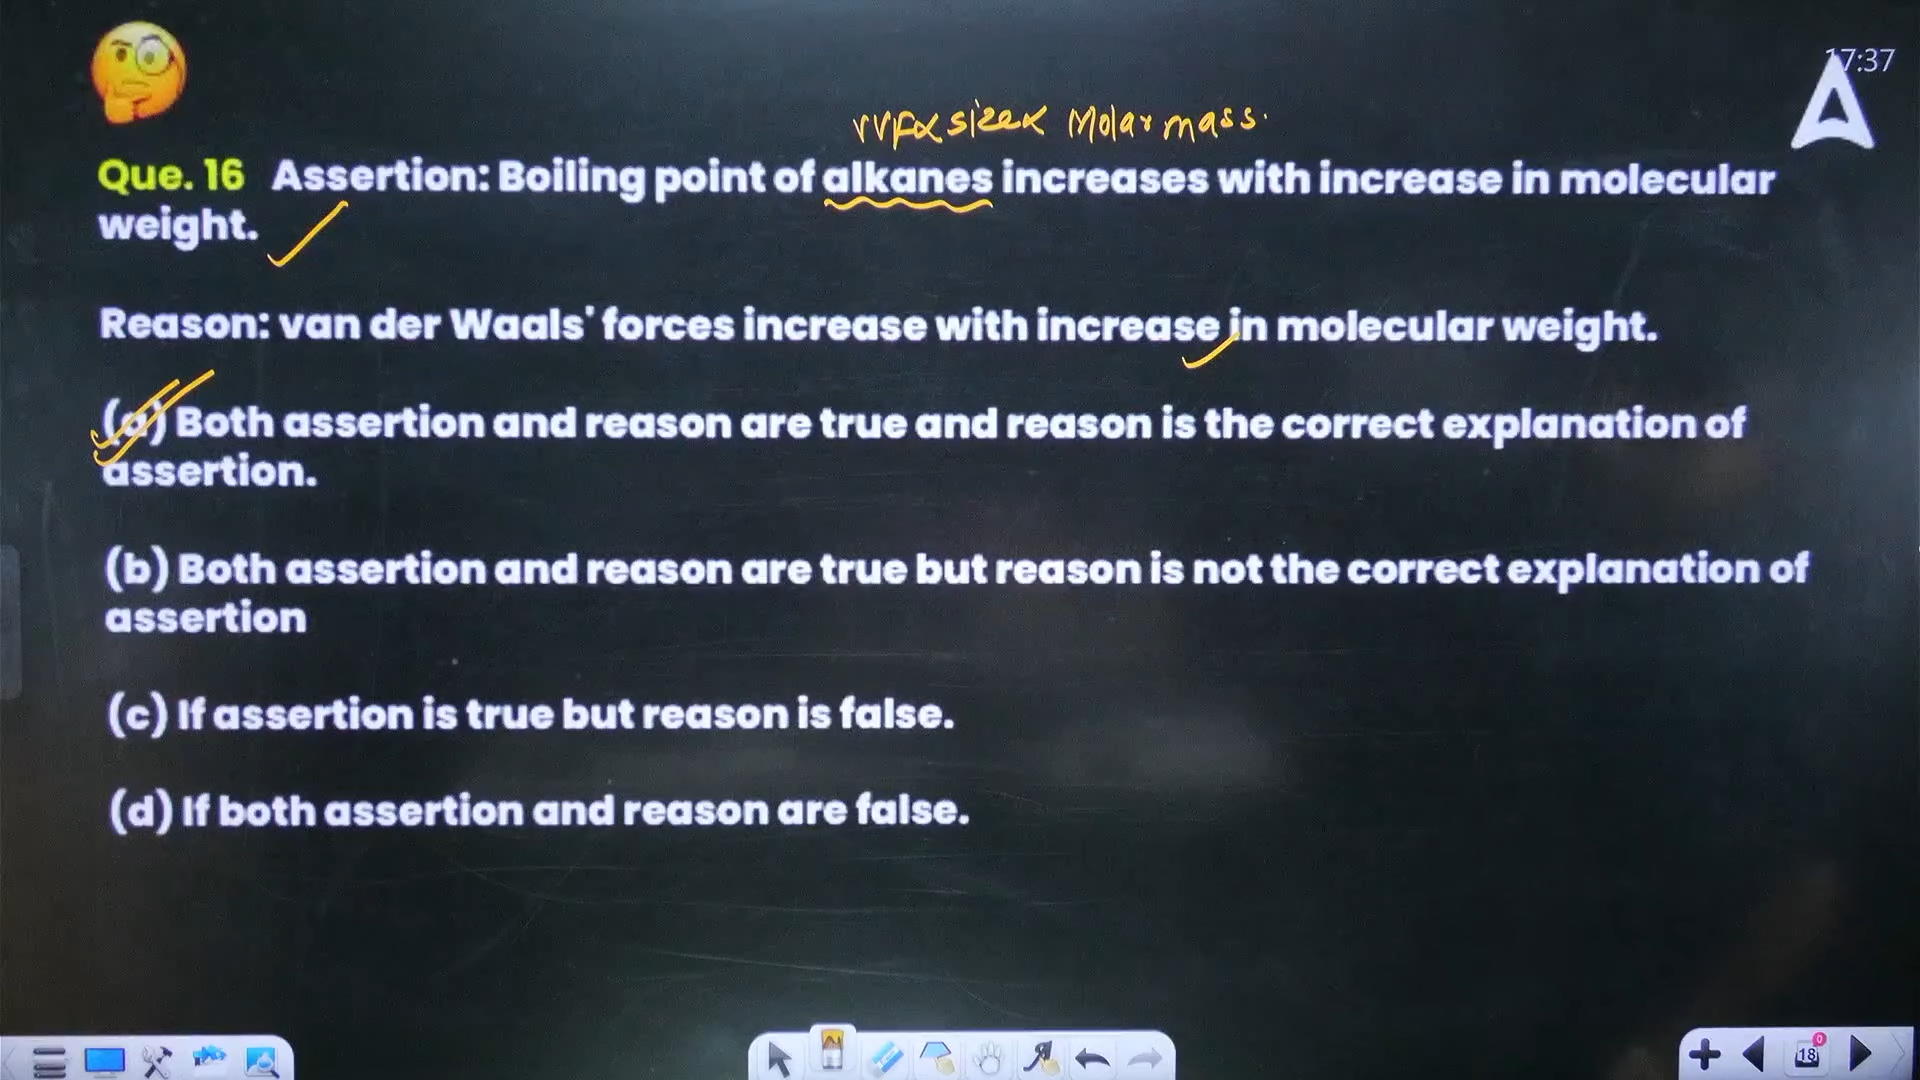 17:37
VVF∝ size∝ Molar mass.
Que. 16 Assertion: Boiling point of alkanes increases with increase in molecular
weight.
Reason: van der Waals' forces increase with increase in molecular weight.
(a) Both assertion and reason are true and reason is the correct explanation of
assertion.
(b) Both assertion and reason are true but reason is not the correct explanation of
assertion
(c) If assertion is true but reason is false.
(d) If both assertion and reason are false.
18
0